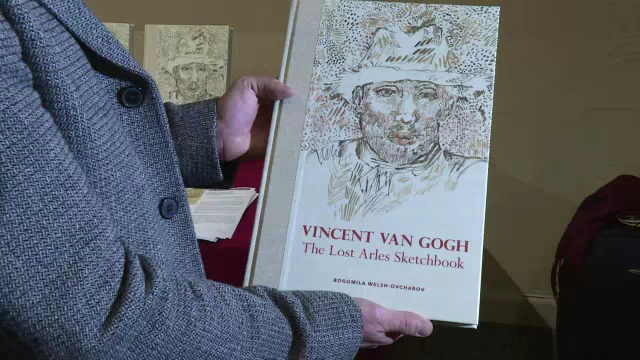 VINCENT VAN GOGH
The Lost Arles Sketchbook
BOGOMILA WELSH-OVCHAROV